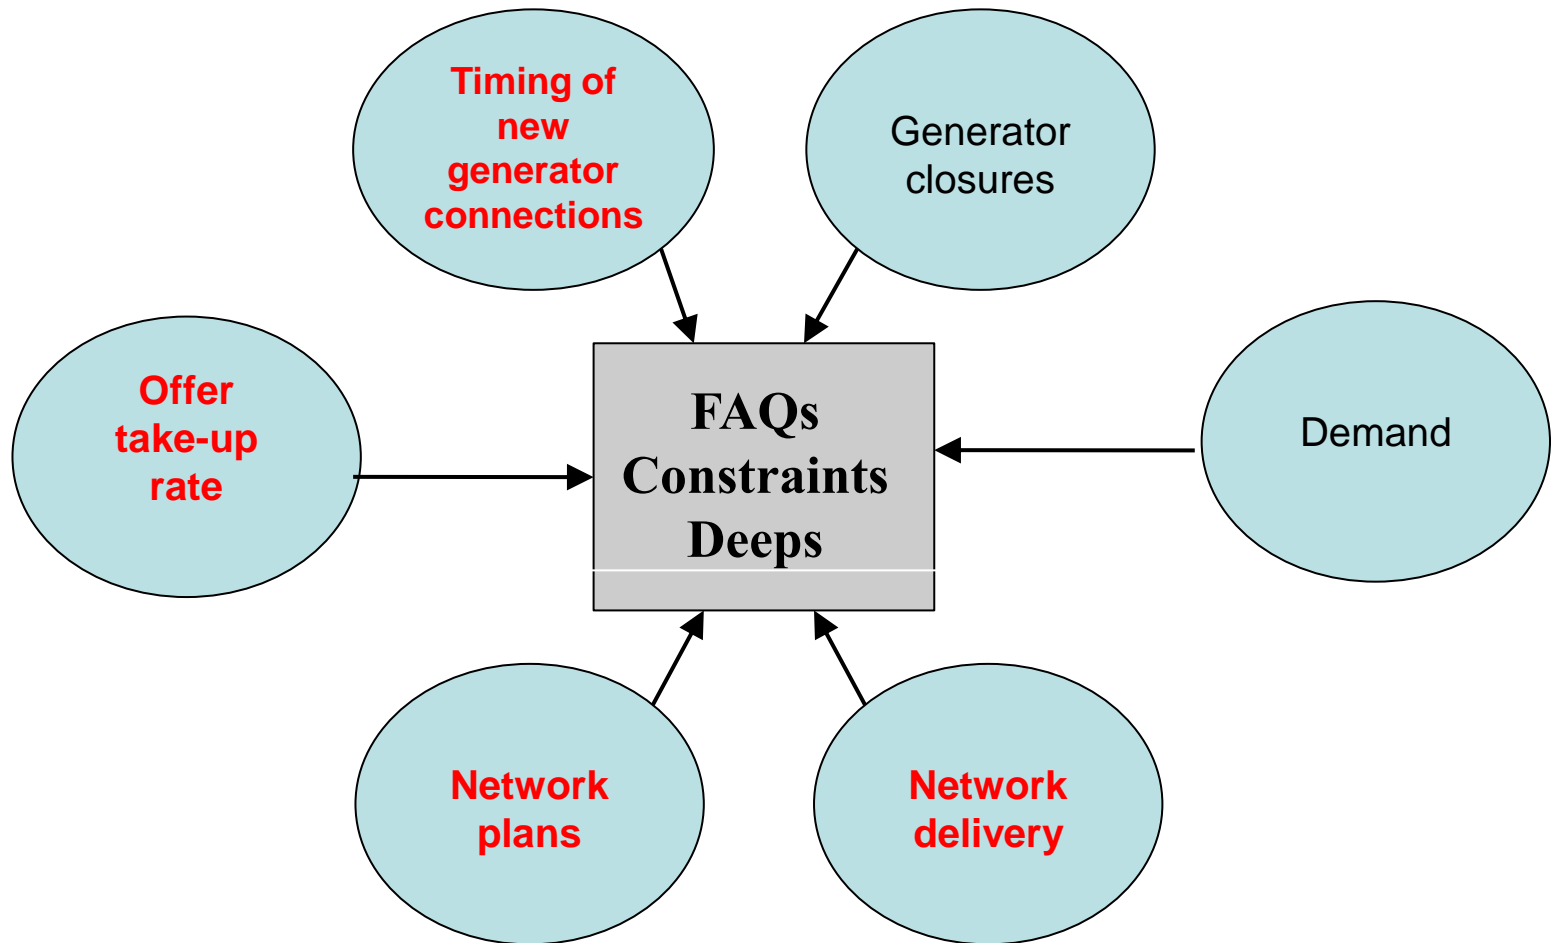 Timing of
new
generator
connections
Generator
closures
Offer
take-up
rate
FAQs
Constraints
Deeps
Demand
Network
plans
Network
delivery